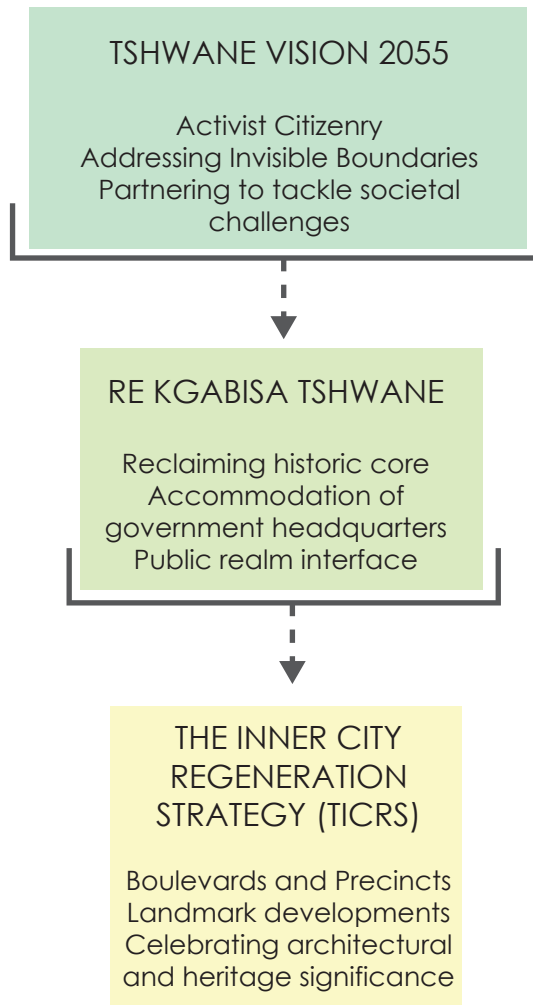 TSHWANE VISION 2055
Activist Citizenry
Addressing Invisible Boundaries
Partnering to tackle societal
challenges
RE KGABISA TSHWANE
Reclaiming historic core
Accommodation of
government headquarters
Public realm interface
THE INNER CITY
REGENERATION
STRATEGY (TICRS)
Boulevards and Precincts
Landmark developments
Celebrating architectural
and heritage significance